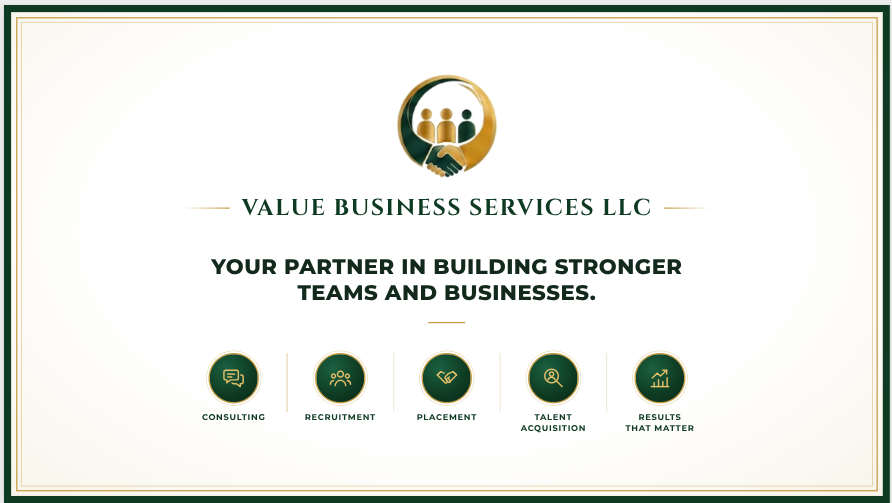 VALUE BUSINESS SERVICES LLC
YOUR PARTNER IN BUILDING STRONGER
TEAMS AND BUSINESSES.
CONSULTING
RECRUITMENT
PLACEMENT
TALENT
ACQUISITION
RESULTS
THAT MATTER